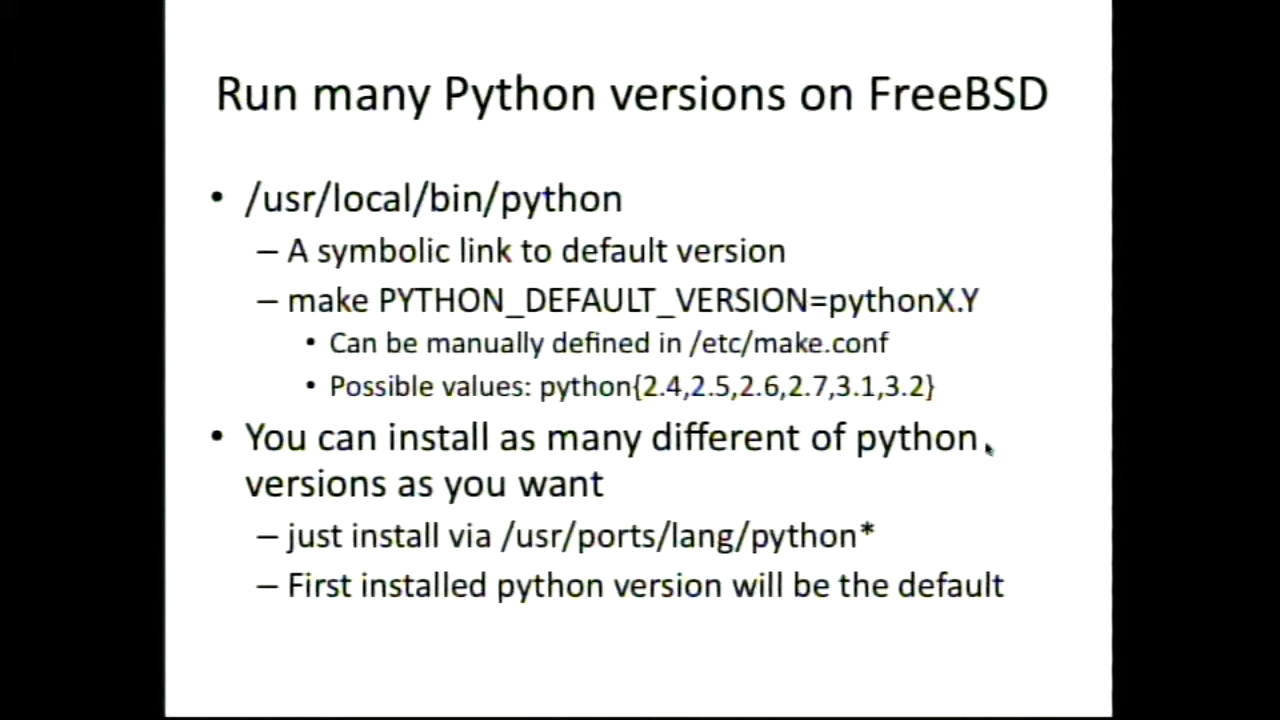 Run many Python versions on FreeBSD
• /usr/local/bin/python
– A symbolic link to default version
– make PYTHON_DEFAULT_VERSION=pythonX.Y
• Can be manually defined in /etc/make.conf
• Possible values: python{2.4,2.5,2.6,2.7,3.1,3.2}
• You can install as many different of python
versions as you want
– just install via /usr/ports/lang/python*
– First installed python version will be the default